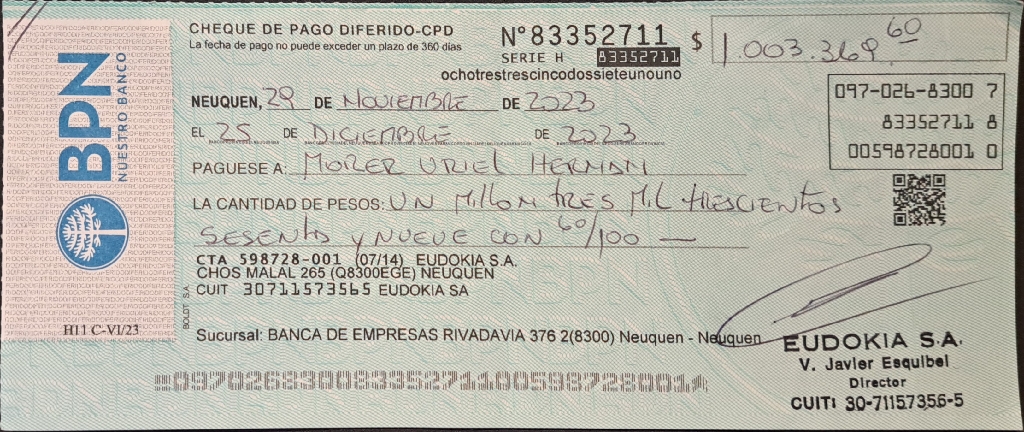 BPN
NUESTRO BANCO
H11 C-VI/23
BOLDT SA
CHEQUE DE PAGO DIFERIDO-CPD
La fecha de pago no puede exceder un plazo de 360 días
N° 83352711
SERIE H 83352711
ochotrestrescincodossieteunouno
$ 1.003.369.60
097-026-8300 7
83352711 8
00598728001 0
NEUQUEN, 29 DE NOVIEMBRE DE 2023
EL 25 DE DICIEMBRE DE 2023
PAGUESE A: MORER URIEL HERNAN
LA CANTIDAD DE PESOS: UN MILLON TRES MIL TRESCIENTOS
SESENTA Y NUEVE CON 60/100 —
CTA 598728-001 (07/14) EUDOKIA S.A.
CHOS MALAL 265 (Q8300EGE) NEUQUEN
CUIT 30711573565 EUDOKIA SA
Sucursal: BANCA DE EMPRESAS RIVADAVIA 376 2(8300) Neuquen - Neuquen
EUDOKIA S.A.
V. Javier Esquibel
Director
CUIT: 30-71157356-5
09702683008335271100598728001